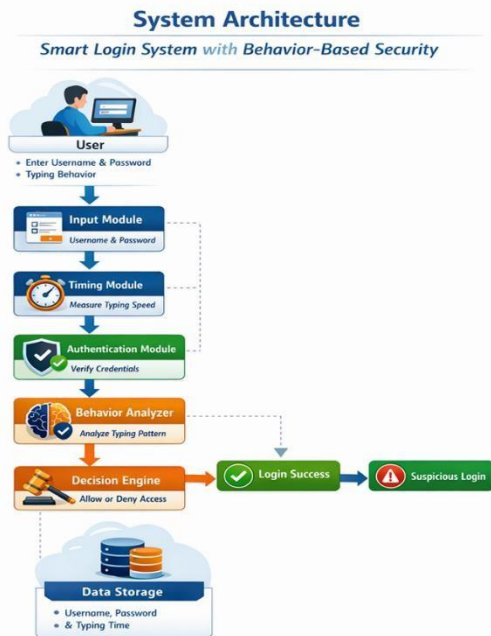 System Architecture
Smart Login System with Behavior-Based Security
User
• Enter Username & Password
• Typing Behavior
Input Module
Username & Password
Timing Module
Measure Typing Speed
Authentication Module
Verify Credentials
Behavior Analyzer
Analyze Typing Pattern
Decision Engine
Allow or Deny Access
Login Success
Suspicious Login
Data Storage
• Username, Password
• & Typing Time